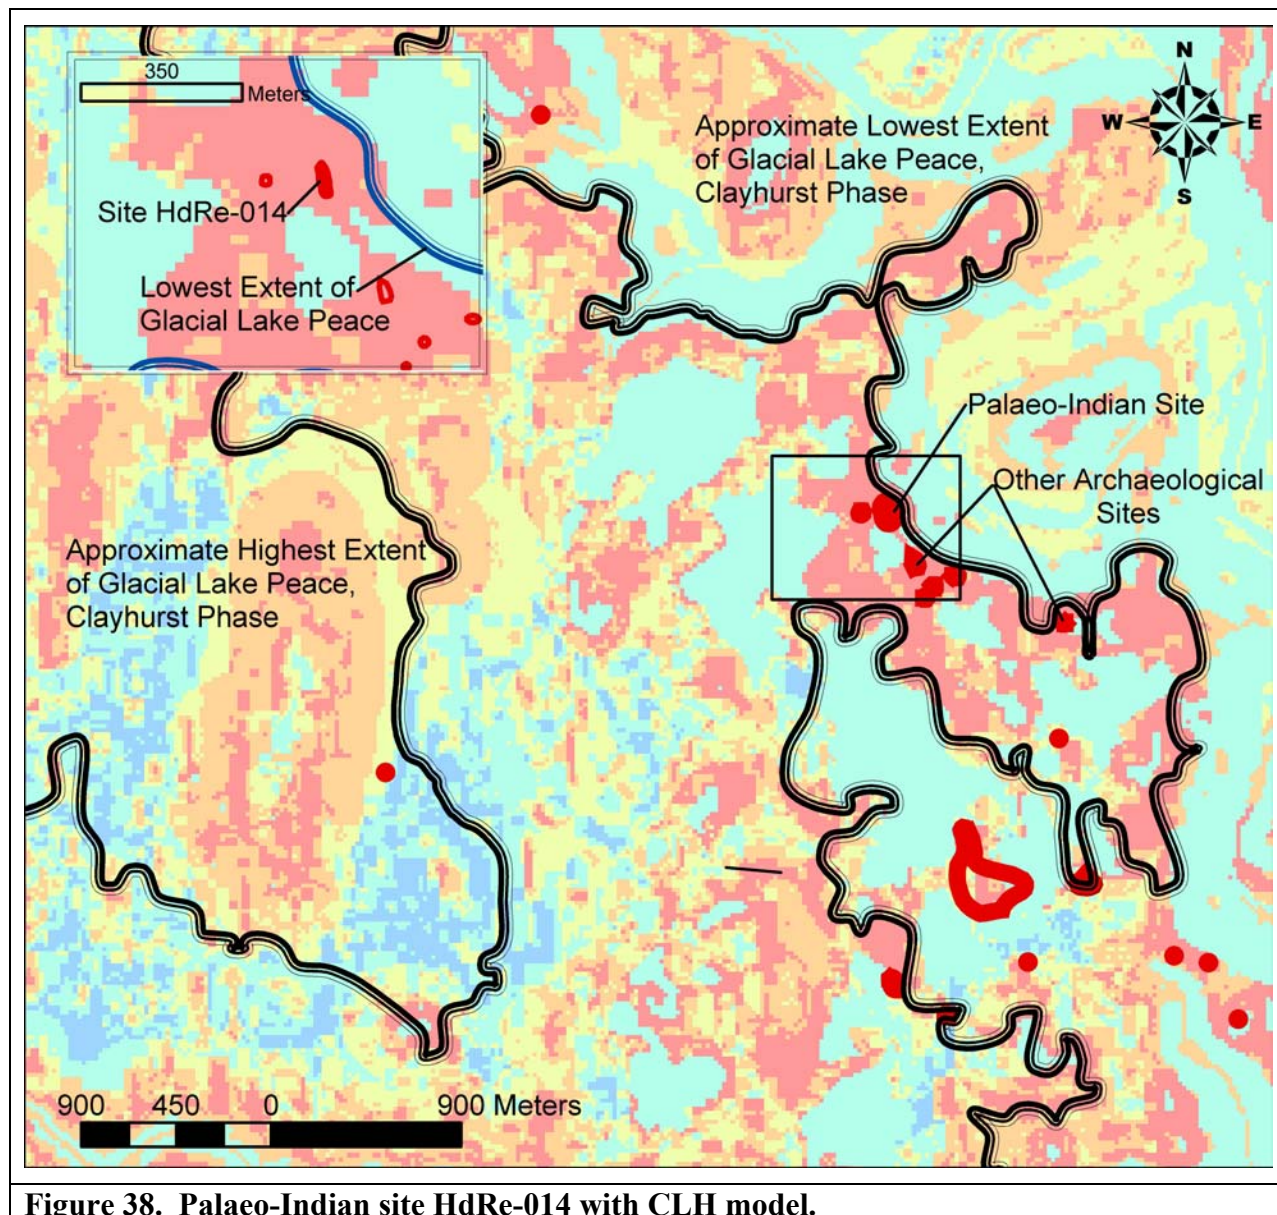 350
Meters
Site HdRe-014
Lowest Extent of
Glacial Lake Peace
Approximate Lowest Extent
of Glacial Lake Peace,
Clayhurst Phase
N
W
E
S
Palaeo-Indian Site
Other Archaeological
Sites
Approximate Highest Extent
of Glacial Lake Peace,
Clayhurst Phase
900 450 0 900 Meters
Figure 38. Palaeo-Indian site HdRe-014 with CLH model.